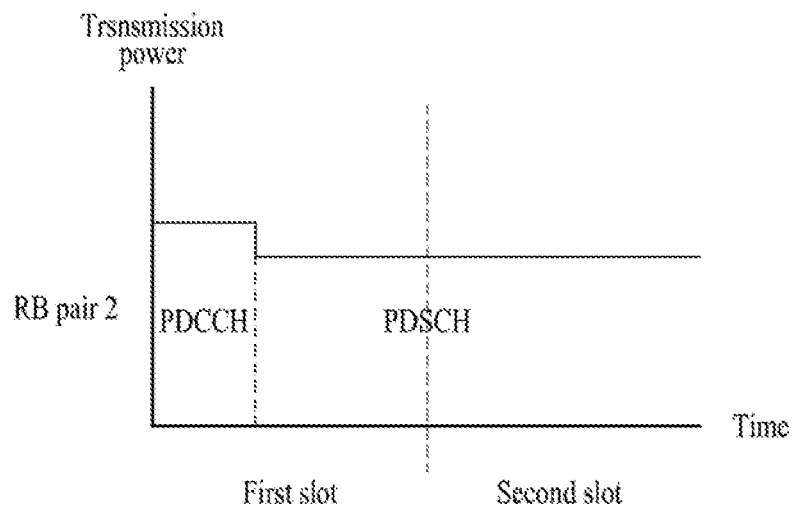 Trsnsmission
power
RB pair 2
PDCCH
PDSCH
Time
First slot
Second slot